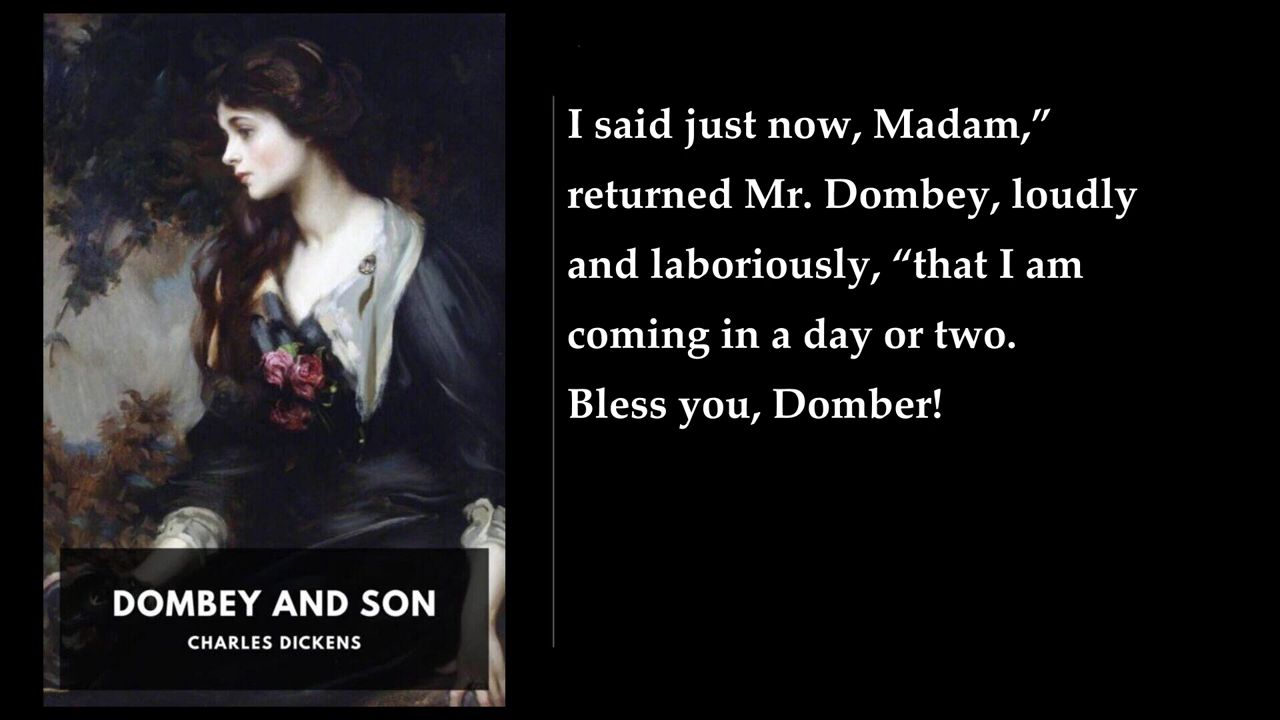 I said just now, Madam,”
returned Mr. Dombey, loudly
and laboriously, “that I am
coming in a day or two.
Bless you, Domber!
DOMBEY AND SON
CHARLES DICKENS